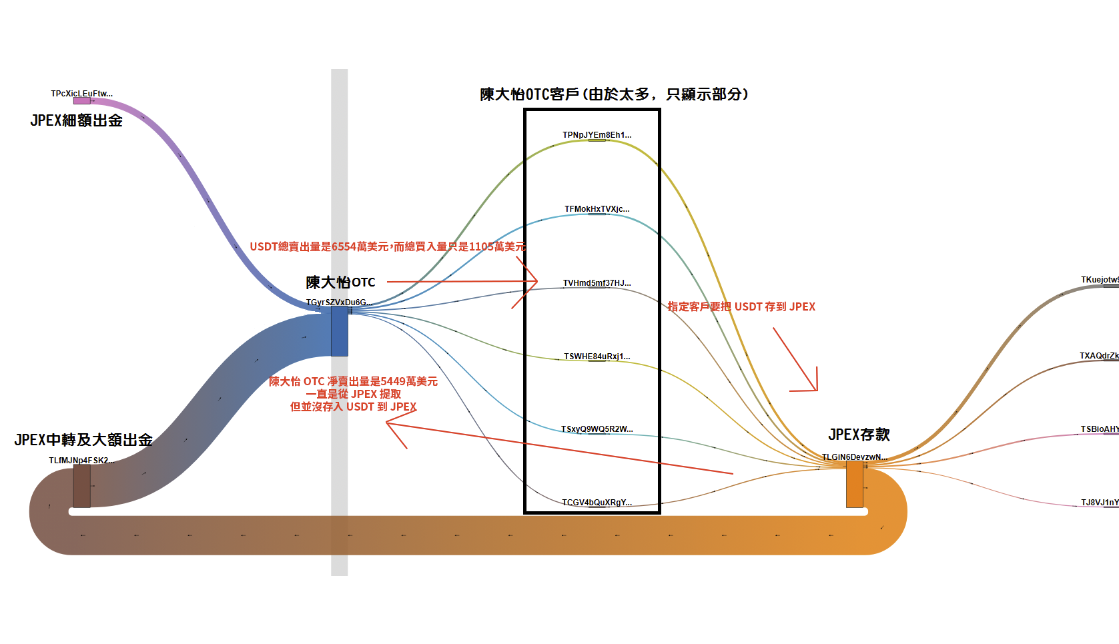 陳大怡OTC客戶(由於太多, 只顯示部分)
TPcXicLEuFtw...
JPEX細額出金
TPNpJYEm8Eh1...
TFMokHxTVXjc...
USDT總賣出量是6554萬美元,而總買入量只是1105萬美元
陳大怡OTC
TVHmd5mf37HJ...
TGyrSZVxDu6G...
指定客戶要把 USDT 存到 JPEX
TSWHE84uRxj1...
陳大怡 OTC 凈賣出量是5449萬美元
一直是從 JPEX 提取
但並沒存入 USDT 到 JPEX
TSxyQ9WQ5R2W...
JPEX中轉及大額出金
JPEX存款
TLGiN6DeyzwN...
TCGV4bQuXRgY...
TXAQdrZk
TSBioAHY
TJ8VJ1nY